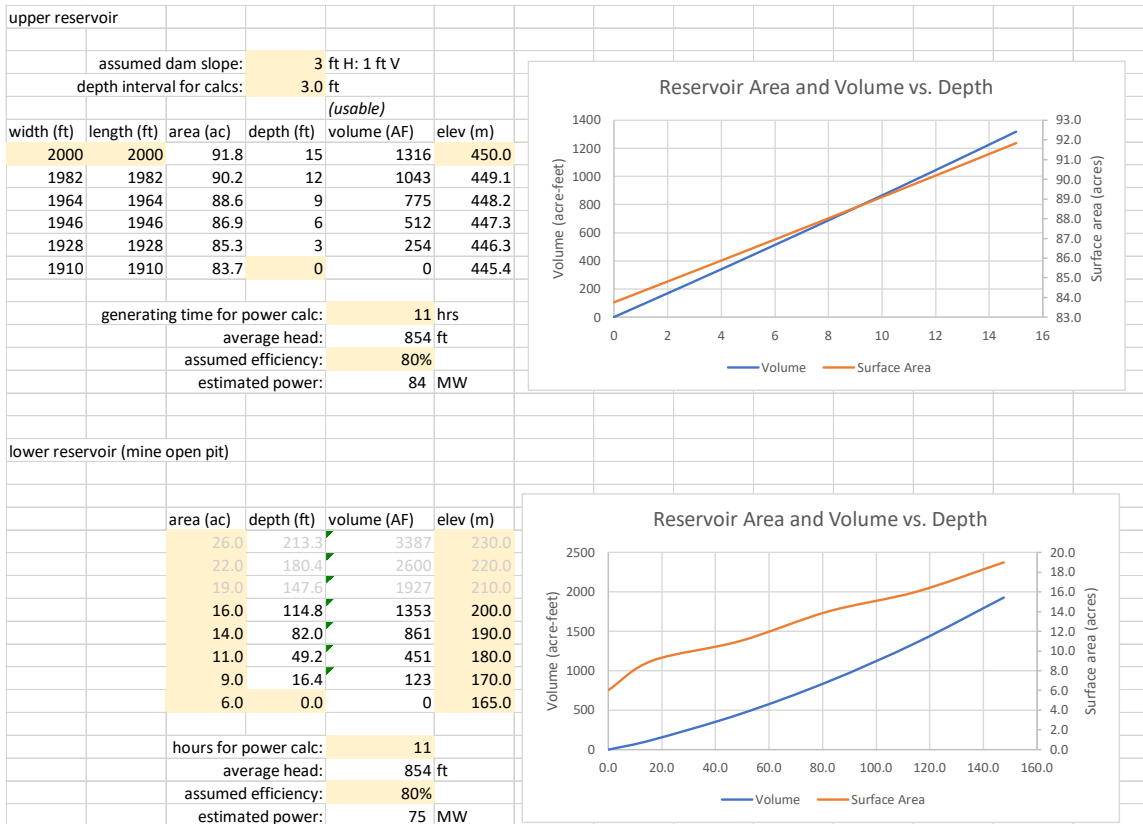 upper reservoir
assumed dam slope: 3 ft H: 1 ft V
depth interval for calcs: 3.0 ft
(usable)
width (ft) length (ft) area (ac) depth (ft) volume (AF) elev (m)
2000 2000 91.8 15 1316 450.0
1982 1982 90.2 12 1043 449.1
1964 1964 88.6 9 775 448.2
1946 1946 86.9 6 512 447.3
1928 1928 85.3 3 254 446.3
1910 1910 83.7 0 0 445.4
generating time for power calc: 11 hrs
average head: 854 ft
assumed efficiency: 80%
estimated power: 84 MW
Reservoir Area and Volume vs. Depth
Volume (acre-feet)
1400
1200
1000
800
600
400
200
0
93.0
92.0
91.0
90.0
89.0
88.0
87.0
86.0
85.0
84.0
83.0
Surface area (acres)
0 2 4 6 8 10 12 14 16
Volume Surface Area
lower reservoir (mine open pit)
area (ac) depth (ft) volume (AF) elev (m)
26.0 213.3 3387 230.0
22.0 180.4 2600 220.0
19.0 147.6 1927 210.0
16.0 114.8 1353 200.0
14.0 82.0 861 190.0
11.0 49.2 451 180.0
9.0 16.4 123 170.0
6.0 0.0 0 165.0
hours for power calc: 11
average head: 854 ft
assumed efficiency: 80%
estimated power: 75 MW
Reservoir Area and Volume vs. Depth
Volume (acre-feet)
2500
2000
1500
1000
500
0
20.0
18.0
16.0
14.0
12.0
10.0
8.0
6.0
4.0
2.0
0.0
Surface area (acres)
0.0 20.0 40.0 60.0 80.0 100.0 120.0 140.0 160.0
Volume Surface Area